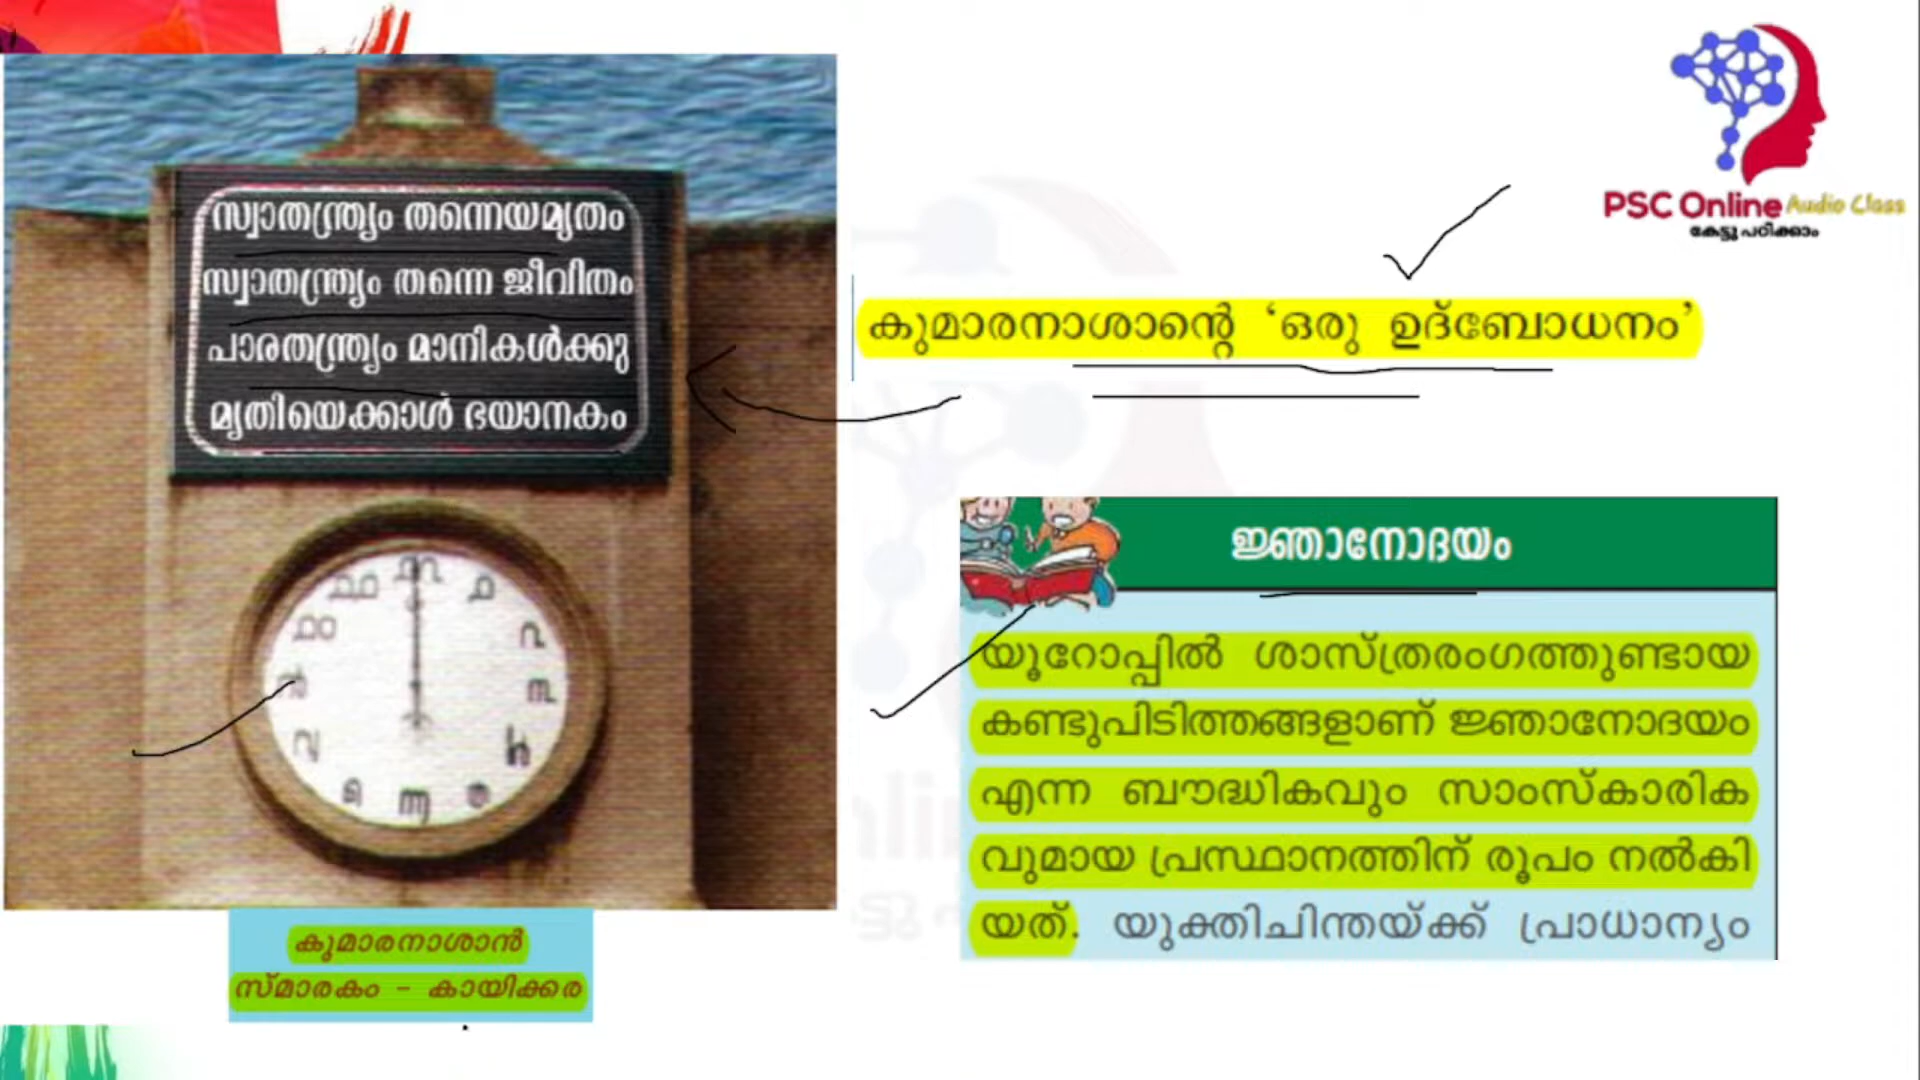 സ്വാതന്ത്ര്യം തന്നെയമൃതം
സ്വാതന്ത്ര്യം തന്നെ ജീവിതം
പാരതന്ത്ര്യം മാനികൾക്കു
മൃതിയെക്കാൾ ഭയാനകം
കുമാരനാശാൻ
സ്മാരകം - കായിക്കര
PSC Online Audio Class
കേട്ടു പഠിക്കാം
കുമാരനാശാന്റെ ‘ഒരു ഉദ്ബോധനം’
ജ്ഞാനോദയം
യൂറോപ്പിൽ ശാസ്ത്രരംഗത്തുണ്ടായ
കണ്ടുപിടിത്തങ്ങളാണ് ജ്ഞാനോദയം
എന്ന ബൗദ്ധികവും സാംസ്കാരിക
വുമായ പ്രസ്ഥാനത്തിന് രൂപം നൽകി
യത്. യുക്തിചിന്തയ്ക്ക് പ്രാധാന്യം